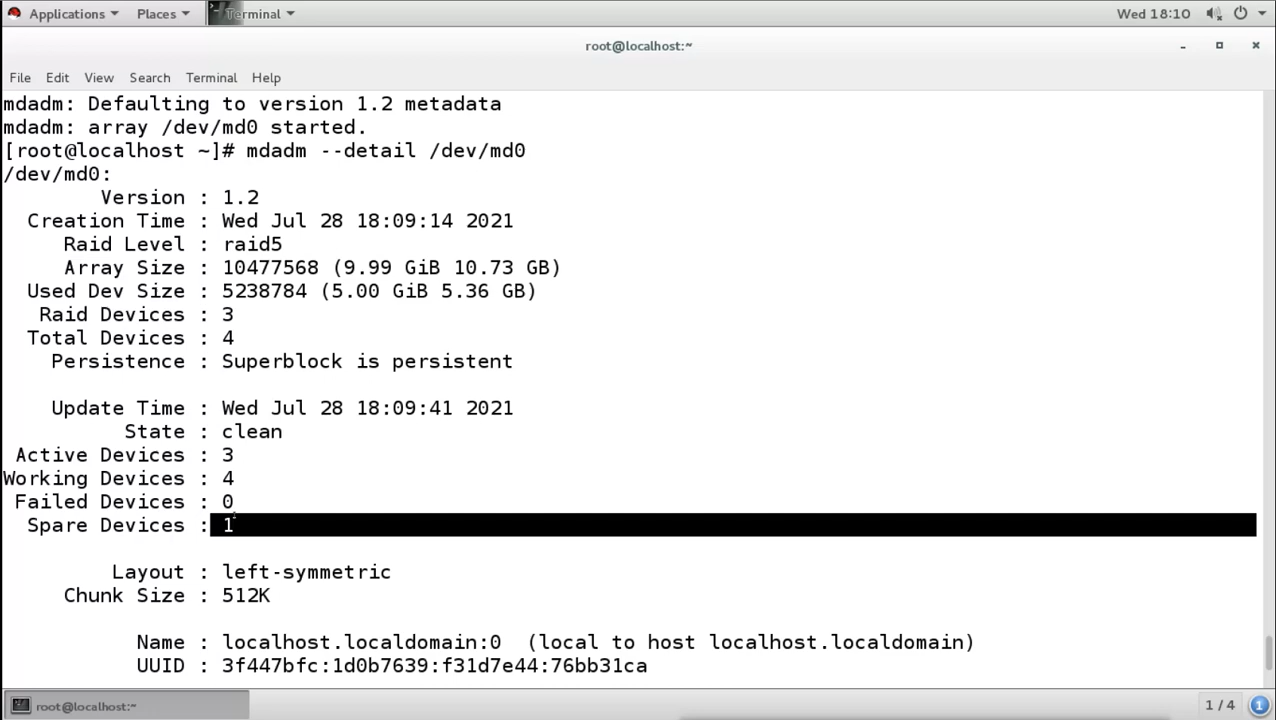 Applications Places Terminal Wed 18:10
root@localhost:~
File Edit View Search Terminal Help
mdadm: Defaulting to version 1.2 metadata
mdadm: array /dev/md0 started.
[root@localhost ~]# mdadm --detail /dev/md0
/dev/md0:
Version : 1.2
Creation Time : Wed Jul 28 18:09:14 2021
Raid Level : raid5
Array Size : 10477568 (9.99 GiB 10.73 GB)
Used Dev Size : 5238784 (5.00 GiB 5.36 GB)
Raid Devices : 3
Total Devices : 4
Persistence : Superblock is persistent
Update Time : Wed Jul 28 18:09:41 2021
State : clean
Active Devices : 3
Working Devices : 4
Failed Devices : 0
Spare Devices : 1
Layout : left-symmetric
Chunk Size : 512K
Name : localhost.localdomain:0 (local to host localhost.localdomain)
UUID : 3f447bfc:1d0b7639:f31d7e44:76bb31ca
root@localhost:~ 1 / 4 1